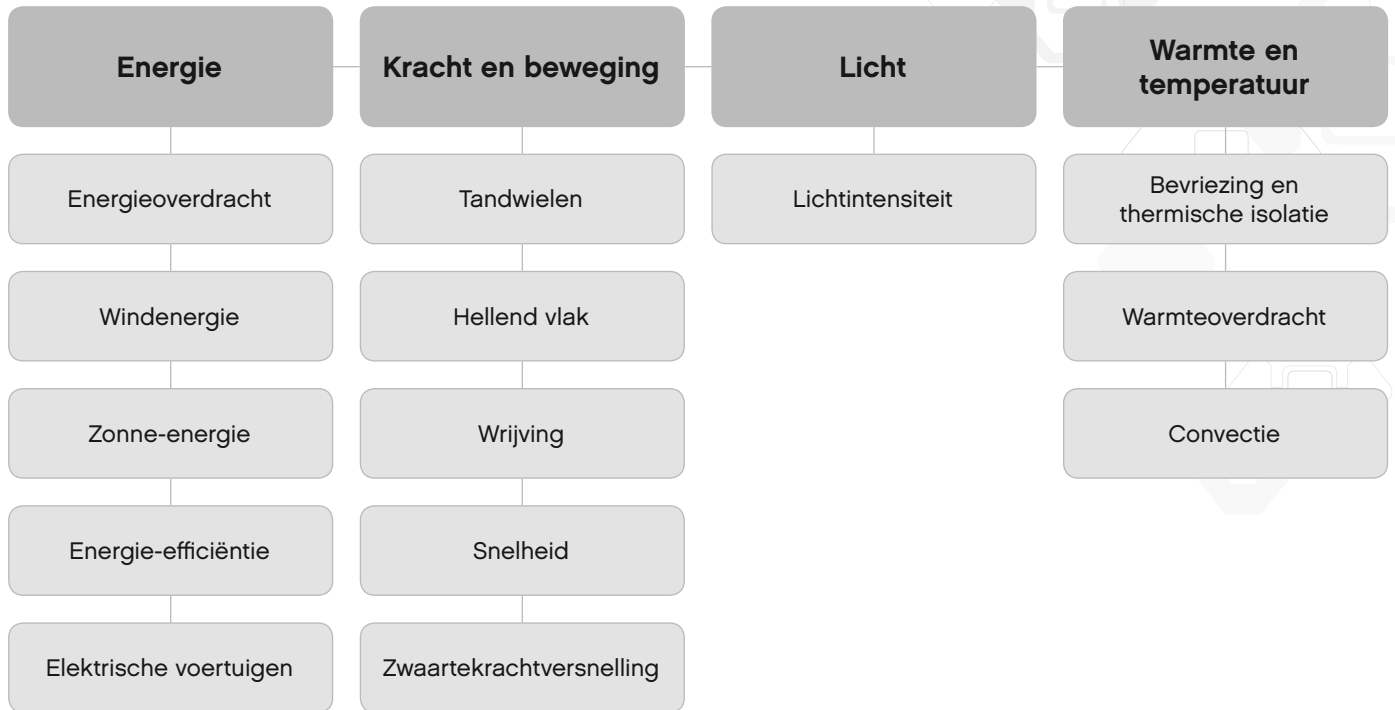 Energie
Energieoverdracht
Windenergie
Zonne-energie
Energie-efficiëntie
Elektrische voertuigen
Kracht en beweging
Tandwielen
Hellend vlak
Wrijving
Snelheid
Zwaartekrachtversnelling
Licht
Lichtintensiteit
Warmte en
temperatuur
Bevriezing en
thermische isolatie
Warmteoverdracht
Convectie